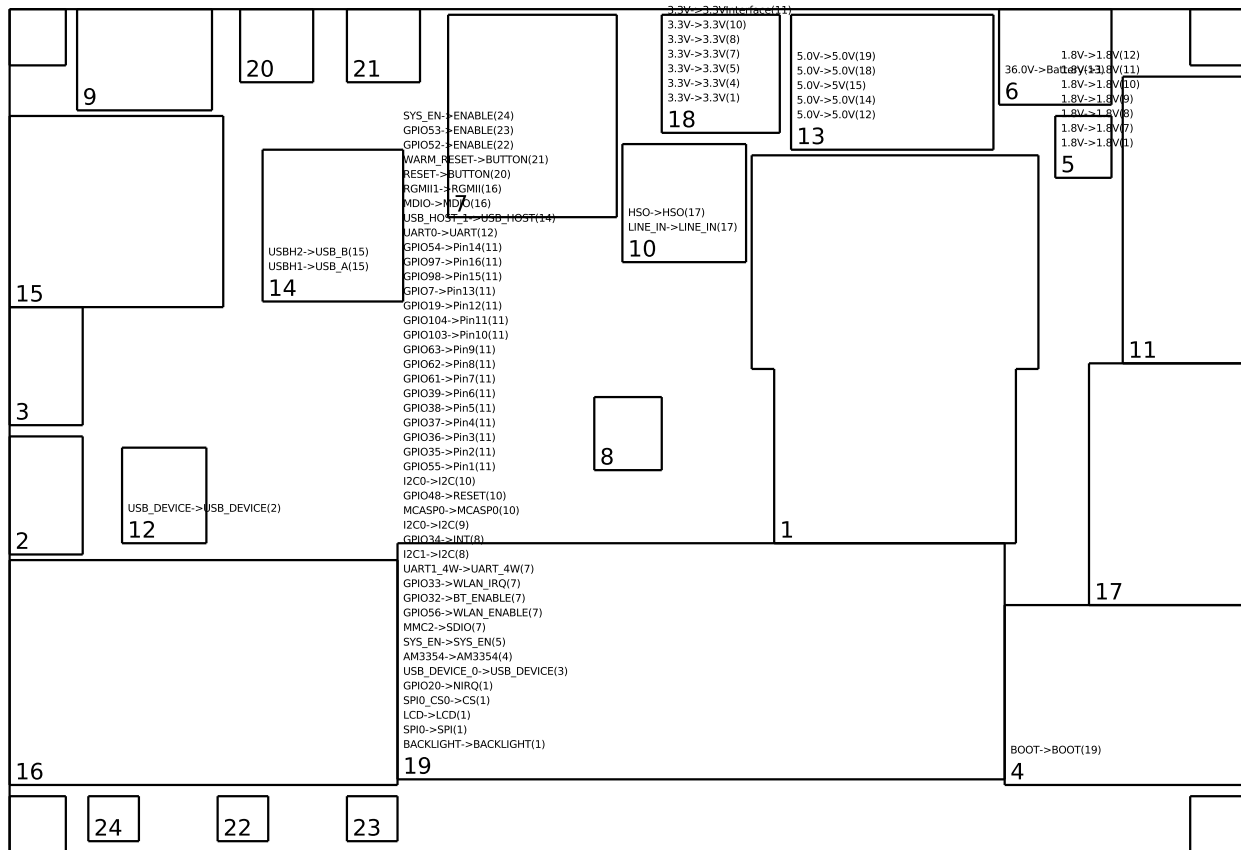 3.3V->3.3VInterface(11)
3.3V->3.3V(10)
3.3V->3.3V(8)
3.3V->3.3V(7)
3.3V->3.3V(5)
3.3V->3.3V(4)
3.3V->3.3V(1)
18
5.0V->5.0V(19)
5.0V->5.0V(18)
5.0V->5V(15)
5.0V->5.0V(14)
5.0V->5.0V(12)
13
36.0V->Battery(13)
6
1.8V->1.8V(12)
1.8V->1.8V(11)
1.8V->1.8V(10)
1.8V->1.8V(9)
1.8V->1.8V(8)
1.8V->1.8V(7)
1.8V->1.8V(1)
5
9
20
21
7
HSO->HSO(17)
LINE_IN->LINE_IN(17)
10
USBH2->USB_B(15)
USBH1->USB_A(15)
14
15
3
11
8
1
USB_DEVICE->USB_DEVICE(2)
12
2
17
SYS_EN->ENABLE(24)
GPIO53->ENABLE(23)
GPIO52->ENABLE(22)
WARM_RESET->BUTTON(21)
RESET->BUTTON(20)
RGMII1->RGMII(16)
MDIO->MDIO(16)
USB_HOST_1->USB_HOST(14)
UART0->UART(12)
GPIO54->Pin14(11)
GPIO97->Pin16(11)
GPIO98->Pin15(11)
GPIO7->Pin13(11)
GPIO19->Pin12(11)
GPIO104->Pin11(11)
GPIO103->Pin10(11)
GPIO63->Pin9(11)
GPIO62->Pin8(11)
GPIO61->Pin7(11)
GPIO39->Pin6(11)
GPIO38->Pin5(11)
GPIO37->Pin4(11)
GPIO36->Pin3(11)
GPIO35->Pin2(11)
GPIO55->Pin1(11)
I2C0->I2C(10)
GPIO48->RESET(10)
MCASP0->MCASP0(10)
I2C0->I2C(9)
GPIO34->INT(8)
I2C1->I2C(8)
UART1_4W->UART_4W(7)
GPIO33->WLAN_IRQ(7)
GPIO32->BT_ENABLE(7)
GPIO56->WLAN_ENABLE(7)
MMC2->SDIO(7)
SYS_EN->SYS_EN(5)
AM3354->AM3354(4)
USB_DEVICE_0->USB_DEVICE(3)
GPIO20->NIRQ(1)
SPI0_CS0->CS(1)
LCD->LCD(1)
SPI0->SPI(1)
BACKLIGHT->BACKLIGHT(1)
19
BOOT->BOOT(19)
4
16
24
22
23